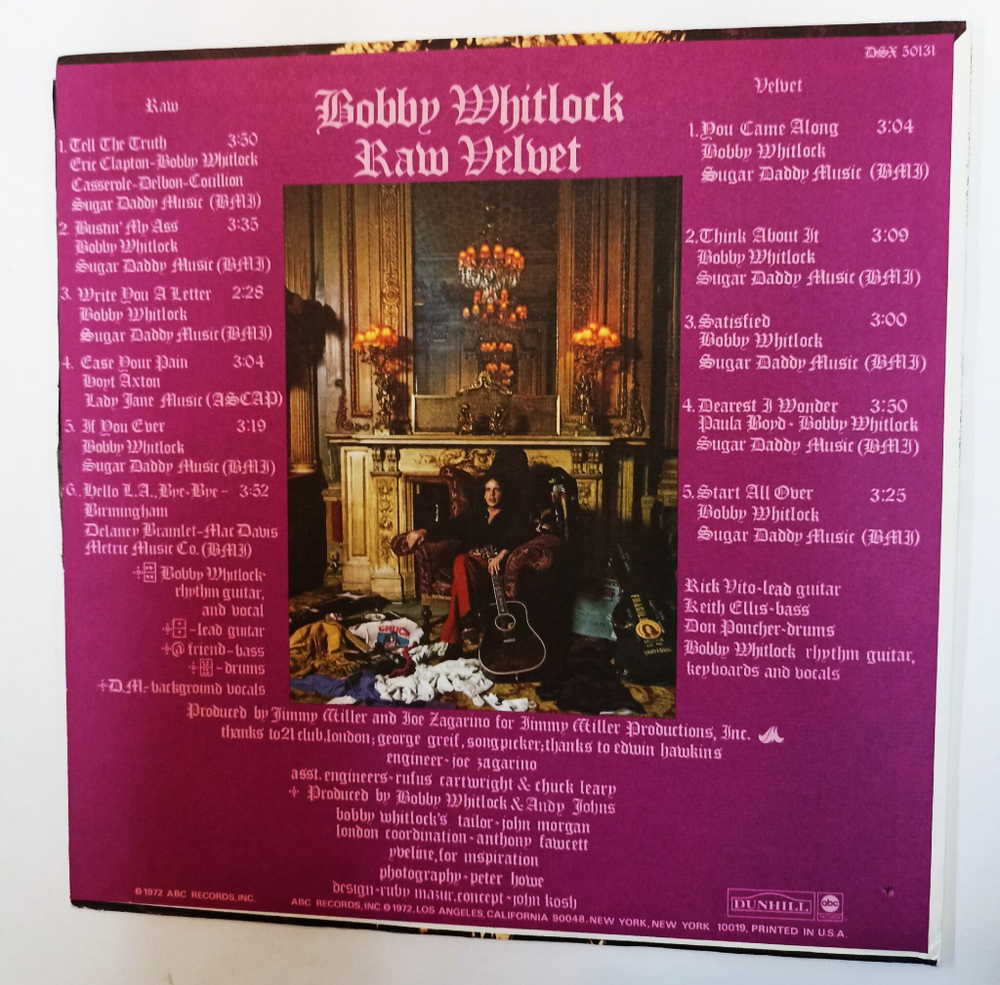 DSX 50131
Bobby Whitlock
Raw Velvet
Raw
1. Tell The Truth 3:50
Eric Clapton-Bobby Whitlock
Casserole-Delbon-Cotillion
Sugar Daddy Music (BMI)
2. Bustin' My Ass 3:35
Bobby Whitlock
Sugar Daddy Music (BMI)
3. Write You A Letter 2:28
Bobby Whitlock
Sugar Daddy Music (BMI)
4. Ease Your Pain 3:04
Hoyt Axton
Lady Jane Music (ASCAP)
5. If You Ever 3:19
Bobby Whitlock
Sugar Daddy Music (BMI)
+6. Hello L.A., Bye-Bye - 3:52
Birmingham
Delaney Bramlet-Mac Davis
Metric Music Co. (BMI)
+ Bobby Whitlock-
rhythm guitar,
and vocal
+ -lead guitar
+@ friend-bass
+ -drums
+D.M.-background vocals
Velvet
1. You Came Along 3:04
Bobby Whitlock
Sugar Daddy Music (BMI)
2. Think About It 3:09
Bobby Whitlock
Sugar Daddy Music (BMI)
3. Satisfied 3:00
Bobby Whitlock
Sugar Daddy Music (BMI)
4. Dearest I Wonder 3:50
Paula Boyd - Bobby Whitlock
Sugar Daddy Music (BMI)
5. Start All Over 3:25
Bobby Whitlock
Sugar Daddy Music (BMI)
Rick Vito-lead guitar
Keith Ellis-bass
Don Poncher-drums
Bobby Whitlock rhythm guitar,
keyboards and vocals
Produced by Jimmy Miller and Joe Zagarino for Jimmy Miller Productions, Inc.
thanks to 21 club, london; george greif, songpicker; thanks to edwin hawkins
engineer-joe zagarino
asst. engineers-rufus cartwright & chuck leary
+ Produced by Bobby Whitlock & Andy Johns
bobby whitlock's tailor-john morgan
london coordination-anthony fawcett
yveline, for inspiration
photography-peter howe
design-ruby mazur. concept-john kosh
© 1972 ABC RECORDS, INC.
ABC RECORDS, INC © 1972, LOS ANGELES, CALIFORNIA 90048. NEW YORK, NEW YORK 10019, PRINTED IN U.S.A.
DUNHILL
abc